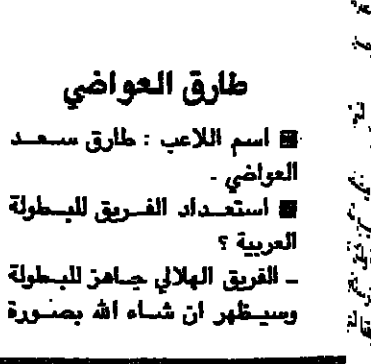 طارق العواضي
■ اسم اللاعب : طارق سعد
العواضي .
■ استعداد الفريق للبطولة
العربية ؟
ـ الفريق الهلالي جاهز للبطولة
وسيظهر ان شاء الله بصورة